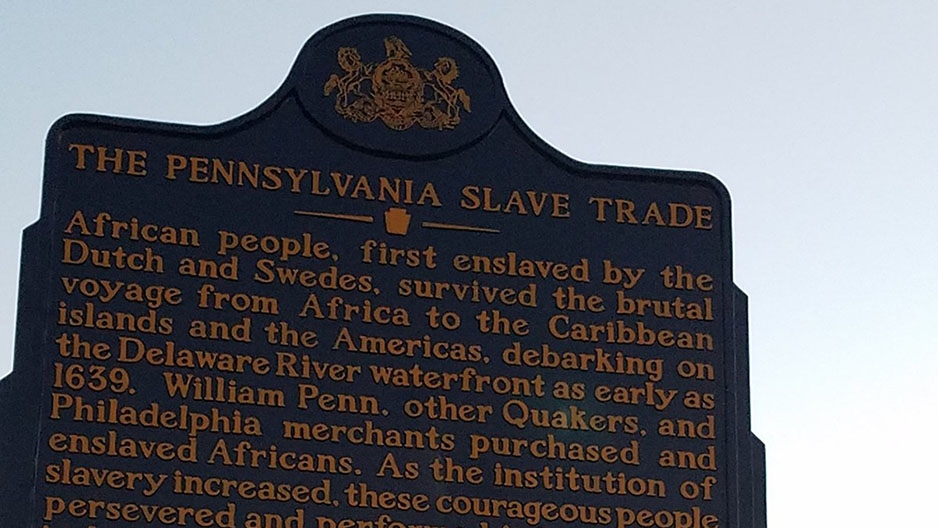 THE PENNSYLVANIA SLAVE TRADE
African people, first enslaved by the
Dutch and Swedes, survived the brutal
voyage from Africa to the Caribbean
islands and the Americas, debarking on
the Delaware River waterfront as early as
1639. William Penn, other Quakers, and
Philadelphia merchants purchased and
enslaved Africans. As the institution of
slavery increased, these courageous people
persevered and